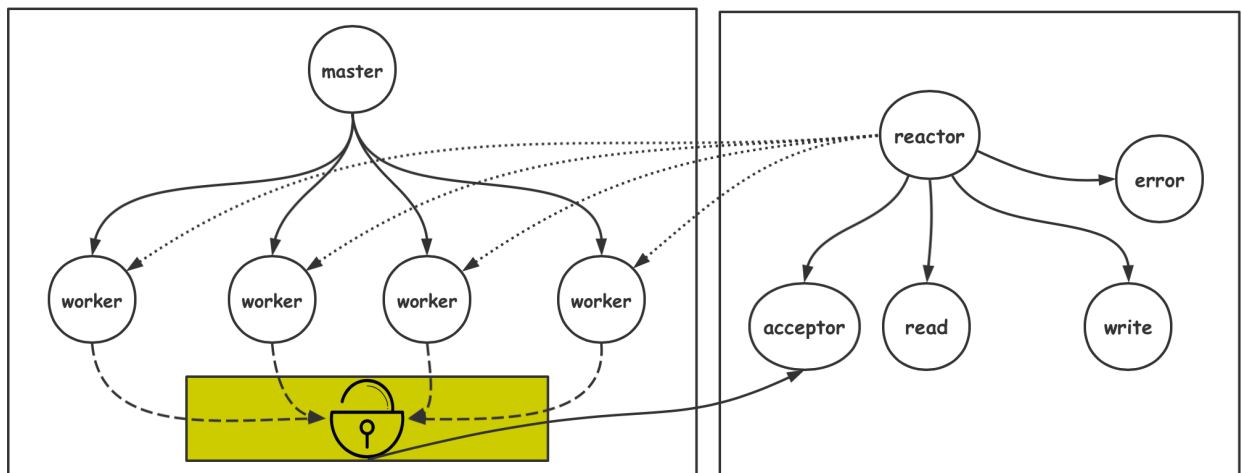 master
reactor
error
worker
worker
worker
worker
acceptor
read
write